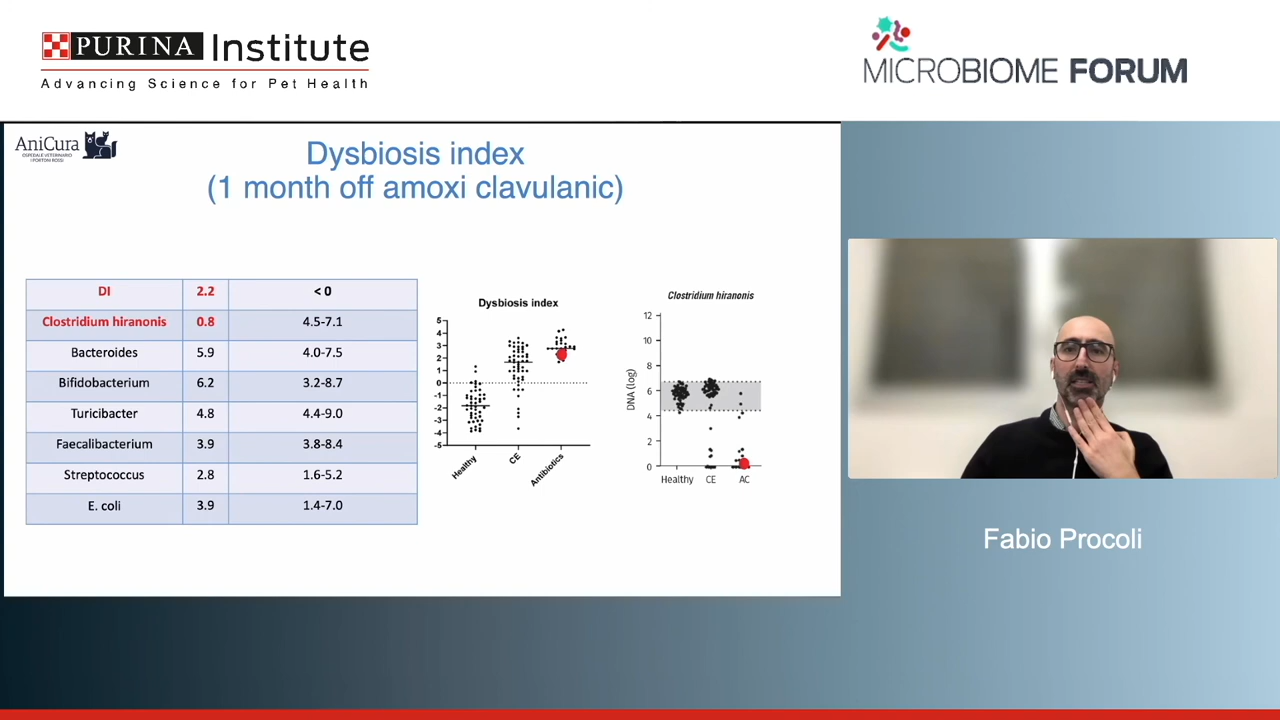 PURINA Institute
Advancing Science for Pet Health
MICROBIOME FORUM
AniCura
OSPEDALE VETERINARIO
I PORTONI ROSSI
Dysbiosis index
(1 month off amoxi clavulanic)
DI 2.2 < 0
Clostridium hiranonis 0.8 4.5-7.1
Bacteroides 5.9 4.0-7.5
Bifidobacterium 6.2 3.2-8.7
Turicibacter 4.8 4.4-9.0
Faecalibacterium 3.9 3.8-8.4
Streptococcus 2.8 1.6-5.2
E. coli 3.9 1.4-7.0
Dysbiosis index
5
4
3
2
1
0
-1
-2
-3
-4
-5
Healthy
CE
Antibiotics
Clostridium hiranonis
DNA (log)
12
10
8
6
4
2
0
Healthy CE AC
Fabio Procoli